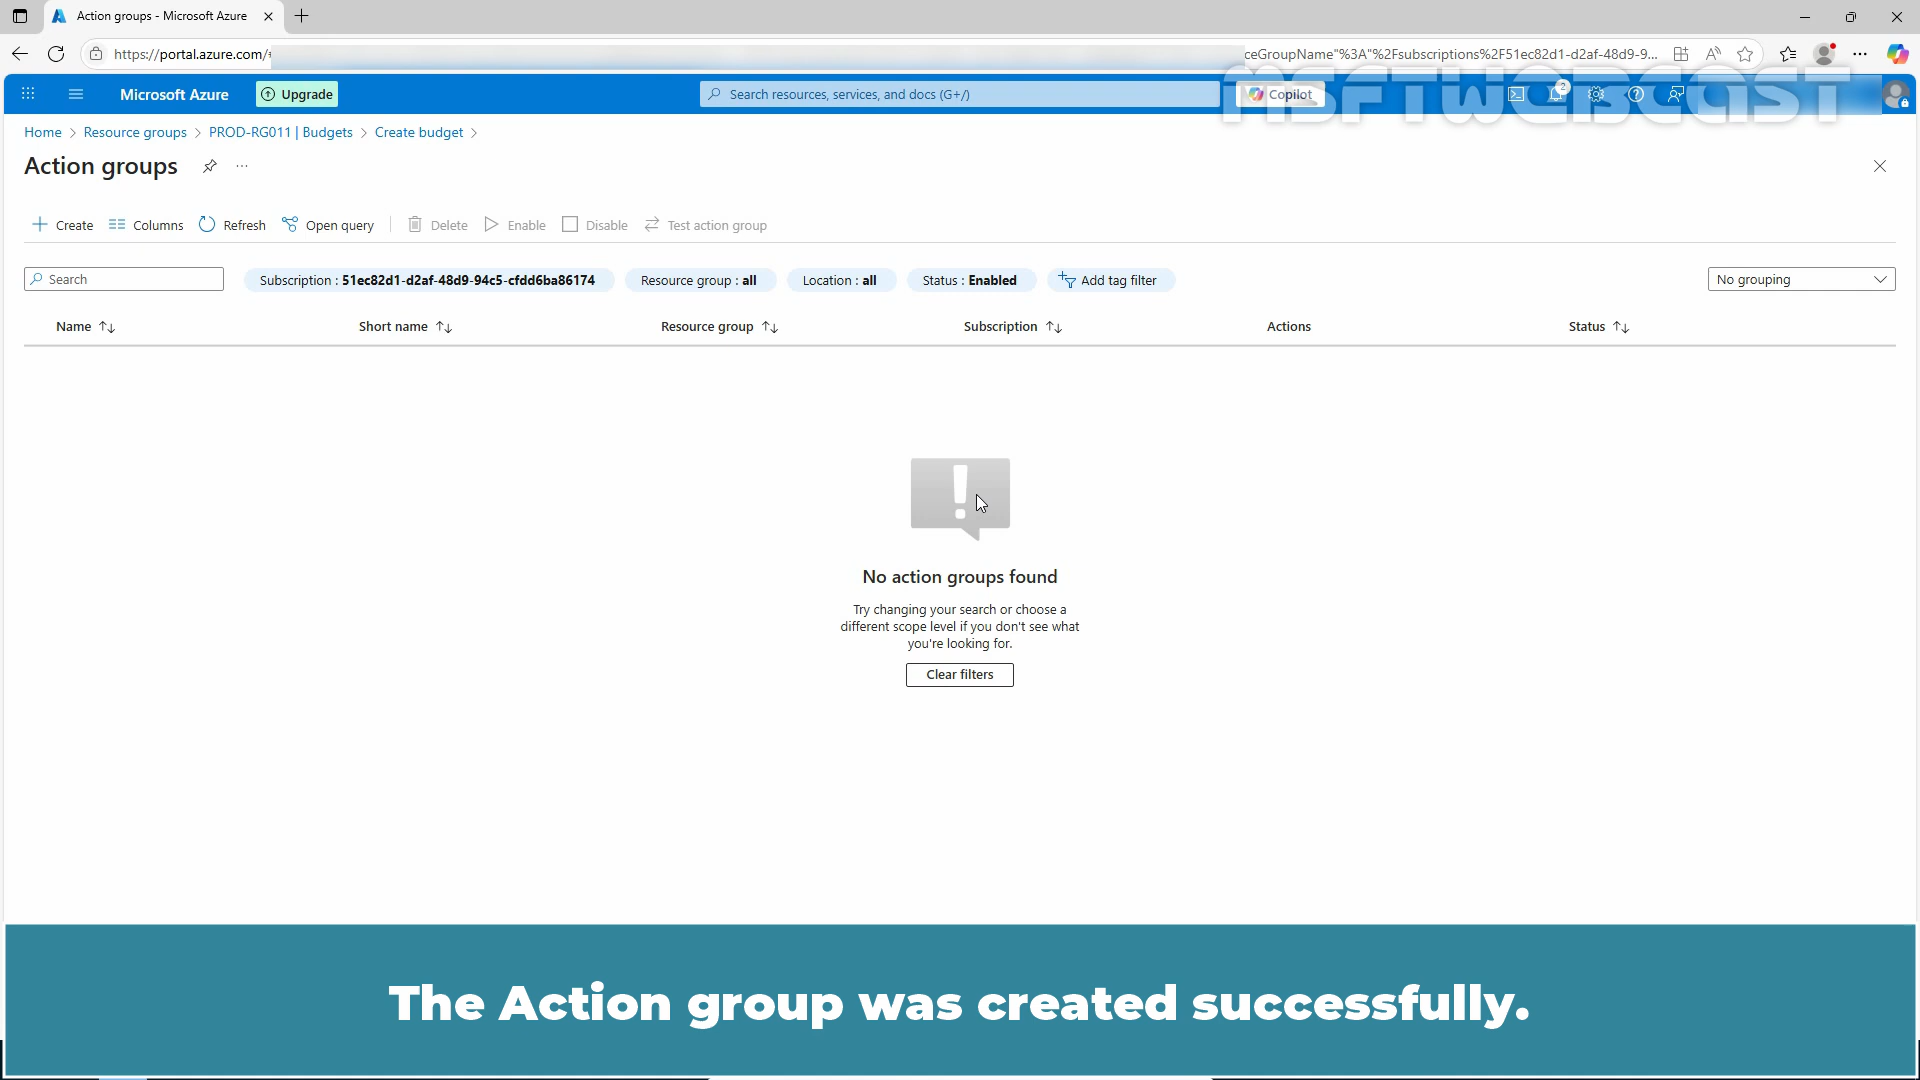 Action groups - Microsoft Azure
https://portal.azure.com/#
ceGroupName"%3A"%2Fsubscriptions%2F51ec82d1-d2af-48d9-9...
Microsoft Azure
Upgrade
Search resources, services, and docs (G+/)
Copilot
2
MSFTWEBCAST
Home > Resource groups > PROD-RG011 | Budgets > Create budget >
Action groups
...
Create
Columns
Refresh
Open query
Delete
Enable
Disable
Test action group
Search
Subscription : 51ec82d1-d2af-48d9-94c5-cfdd6ba86174
Resource group : all
Location : all
Status : Enabled
Add tag filter
No grouping
Name
Short name
Resource group
Subscription
Actions
Status
No action groups found
Try changing your search or choose a
different scope level if you don't see what
you're looking for.
Clear filters
The Action group was created successfully.